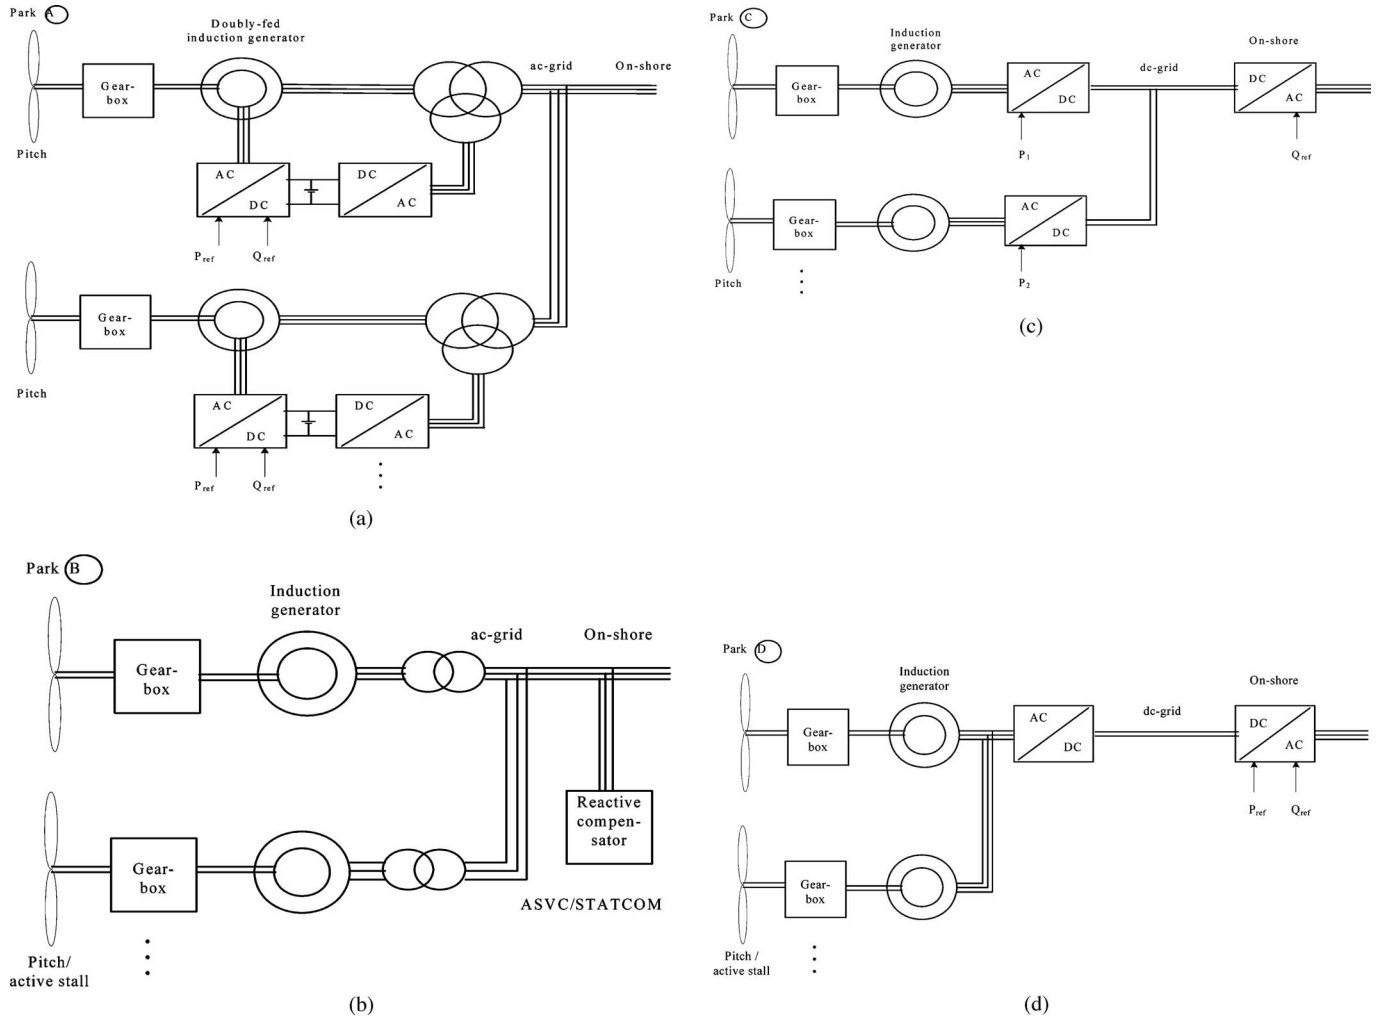 Park A
Doubly-fed
induction generator
ac-grid
On-shore
Gear-
box
Pitch
AC
DC
DC
AC
P ref
Q ref
Gear-
box
Pitch
AC
DC
DC
AC
P ref
Q ref
(a)
Park B
Induction
generator
ac-grid
On-shore
Gear-
box
Reactive
compen-
sator
Gear-
box
ASVC/STATCOM
Pitch/
active stall
(b)
Park C
Induction
generator
On-shore
dc-grid
Gear-
box
AC
DC
DC
AC
P1
Qref
Gear-
box
AC
DC
Pitch
P2
(c)
Park D
Induction
generator
On-shore
dc-grid
Gear-
box
AC
DC
DC
AC
Pref
Qref
Gear-
box
Pitch /
active stall
(d)